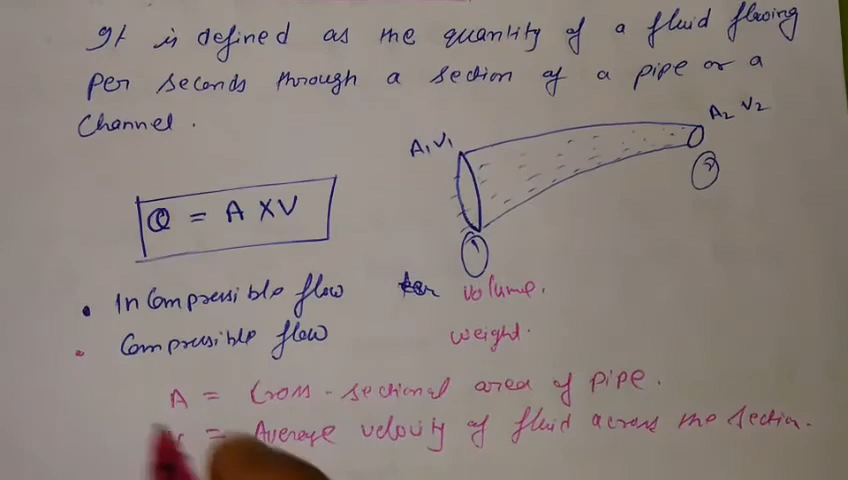 It is defined as the quantity of a fluid flowing
per seconds through a section of a pipe or a
Channel.
A1V1
A2 V2
Q = A X V
1
2
• Incompressible flow volume.
• Compressible flow weight.
A = Cross-sectional area of pipe.
V = Average velocity of fluid across the section.